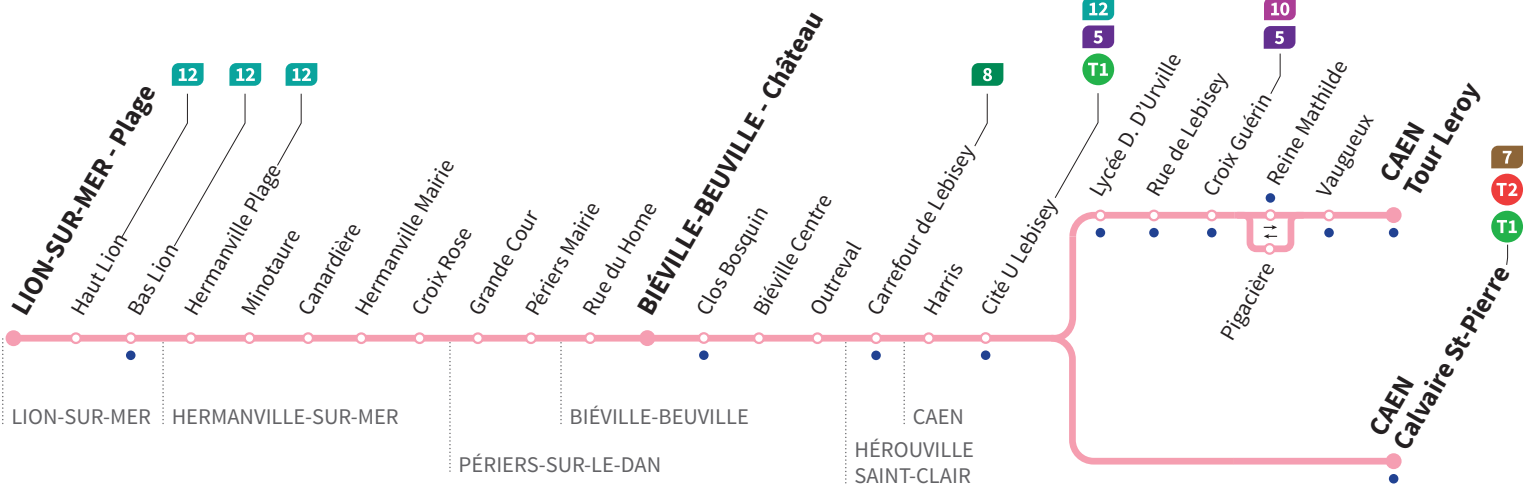 LION-SUR-MER - Plage
Haut Lion
12
Bas Lion
12
Hermanville Plage
12
Minotaure
Canardière
Hermanville Mairie
Croix Rose
Grande Cour
Périers Mairie
Rue du Home
BIÉVILLE-BEUVILLE - Château
Clos Bosquin
Biéville Centre
Outreval
Carrefour de Lebisey
8
Harris
Cité U Lebisey
12
5
T1
Lycée D. D'Urville
Rue de Lebisey
Croix Guérin
10
5
Reine Mathilde
Pigacière
Vaugueux
CAEN
Tour Leroy
CAEN
Calvaire St-Pierre
7
T2
T1
LION-SUR-MER
HERMANVILLE-SUR-MER
PÉRIERS-SUR-LE-DAN
BIÉVILLE-BEUVILLE
HÉROUVILLE
SAINT-CLAIR
CAEN